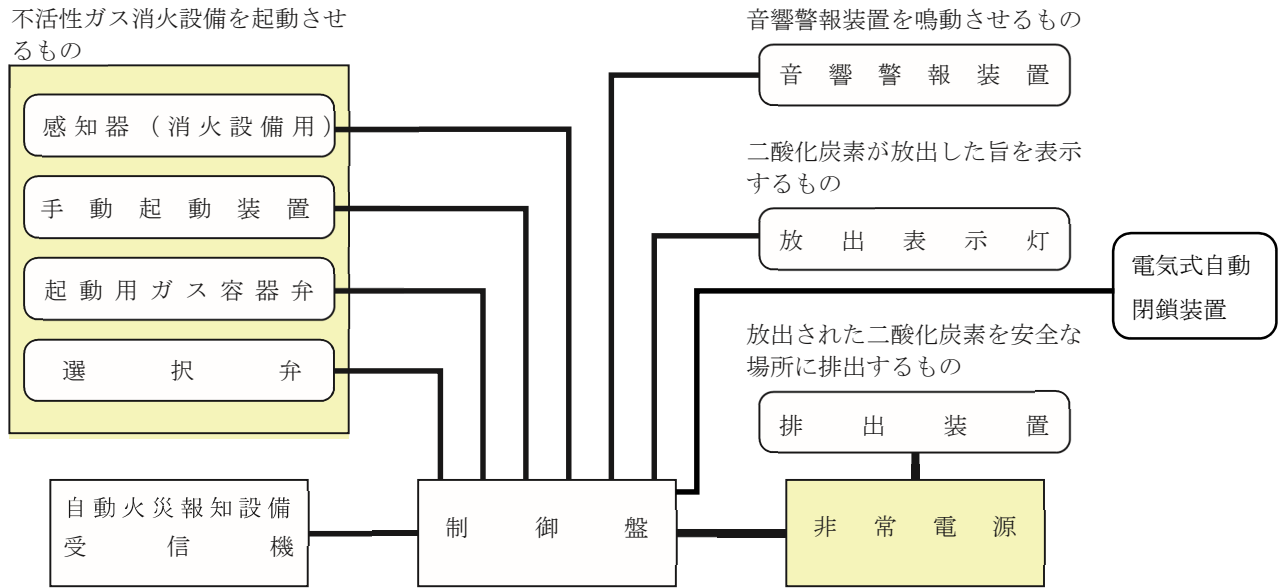 不活性ガス消火設備を起動させ
るもの
感知器(消火設備用)
手動起動装置
起動用ガス容器弁
選択弁
自動火災報知設備
受信機
制御盤
音響警報装置を鳴動させるもの
音響警報装置
二酸化炭素が放出した旨を表示
するもの
放出表示灯
電気式自動
閉鎖装置
放出された二酸化炭素を安全な
場所に排出するもの
排出装置
非常電源